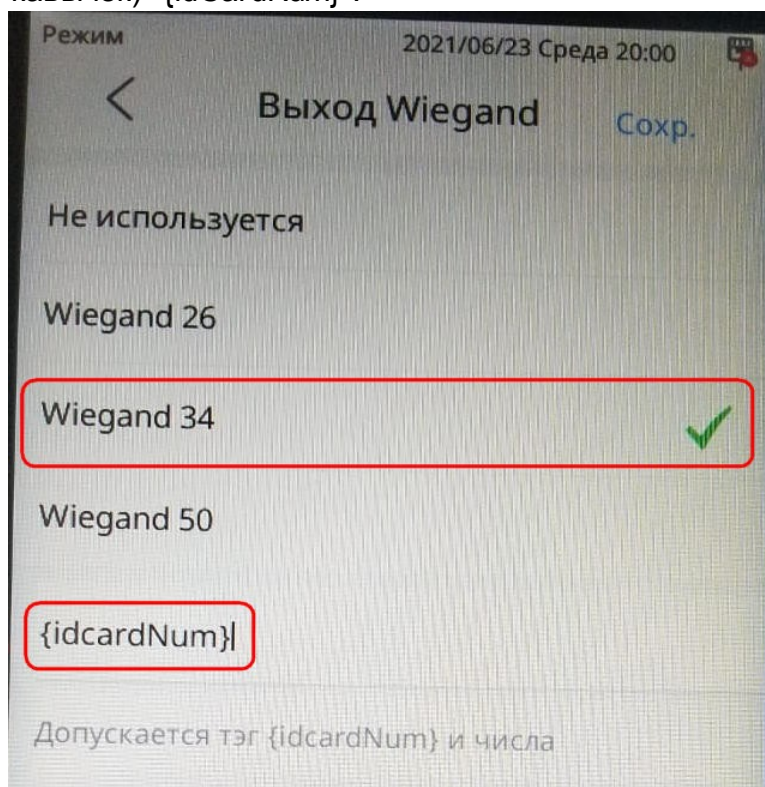 Режим 2021/06/23 Среда 20:00
< Выход Wiegand Сохр.
Не используется
Wiegand 26
Wiegand 34
Wiegand 50
{idcardNum}
Допускается тэг {idcardNum} и числа